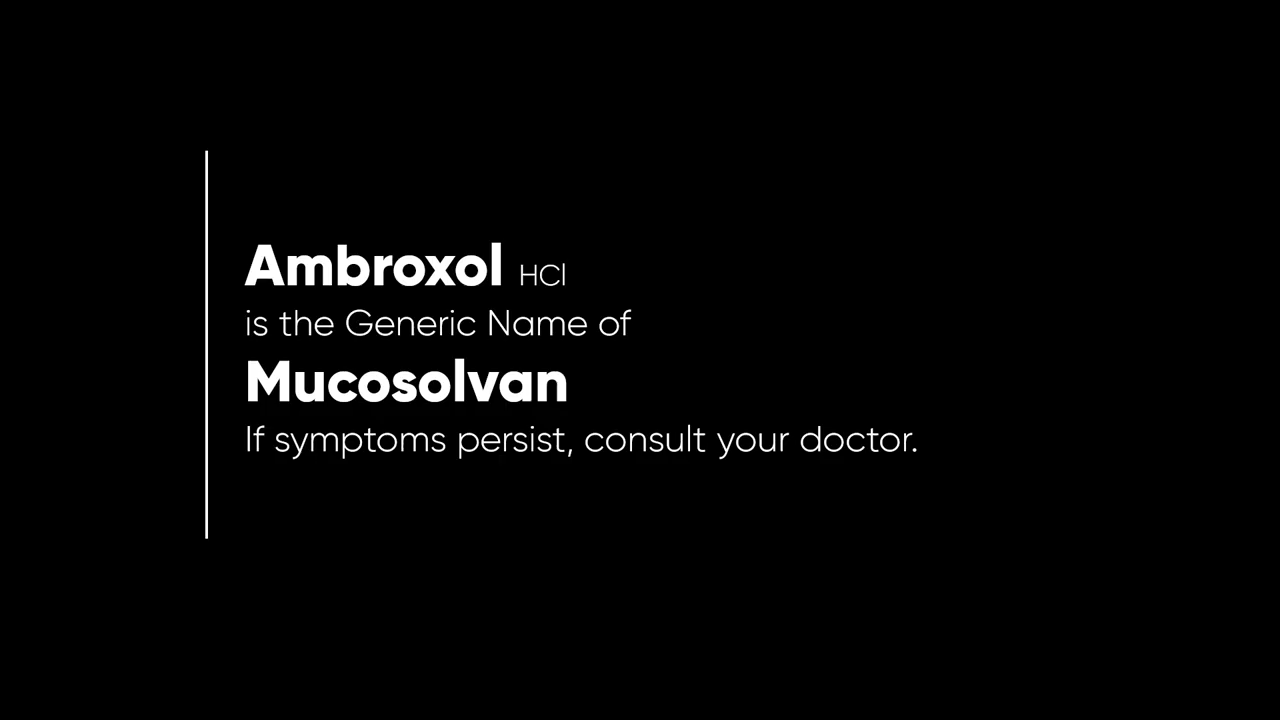 Ambroxol HCl
is the Generic Name of
Mucosolvan
If symptoms persist, consult your doctor.